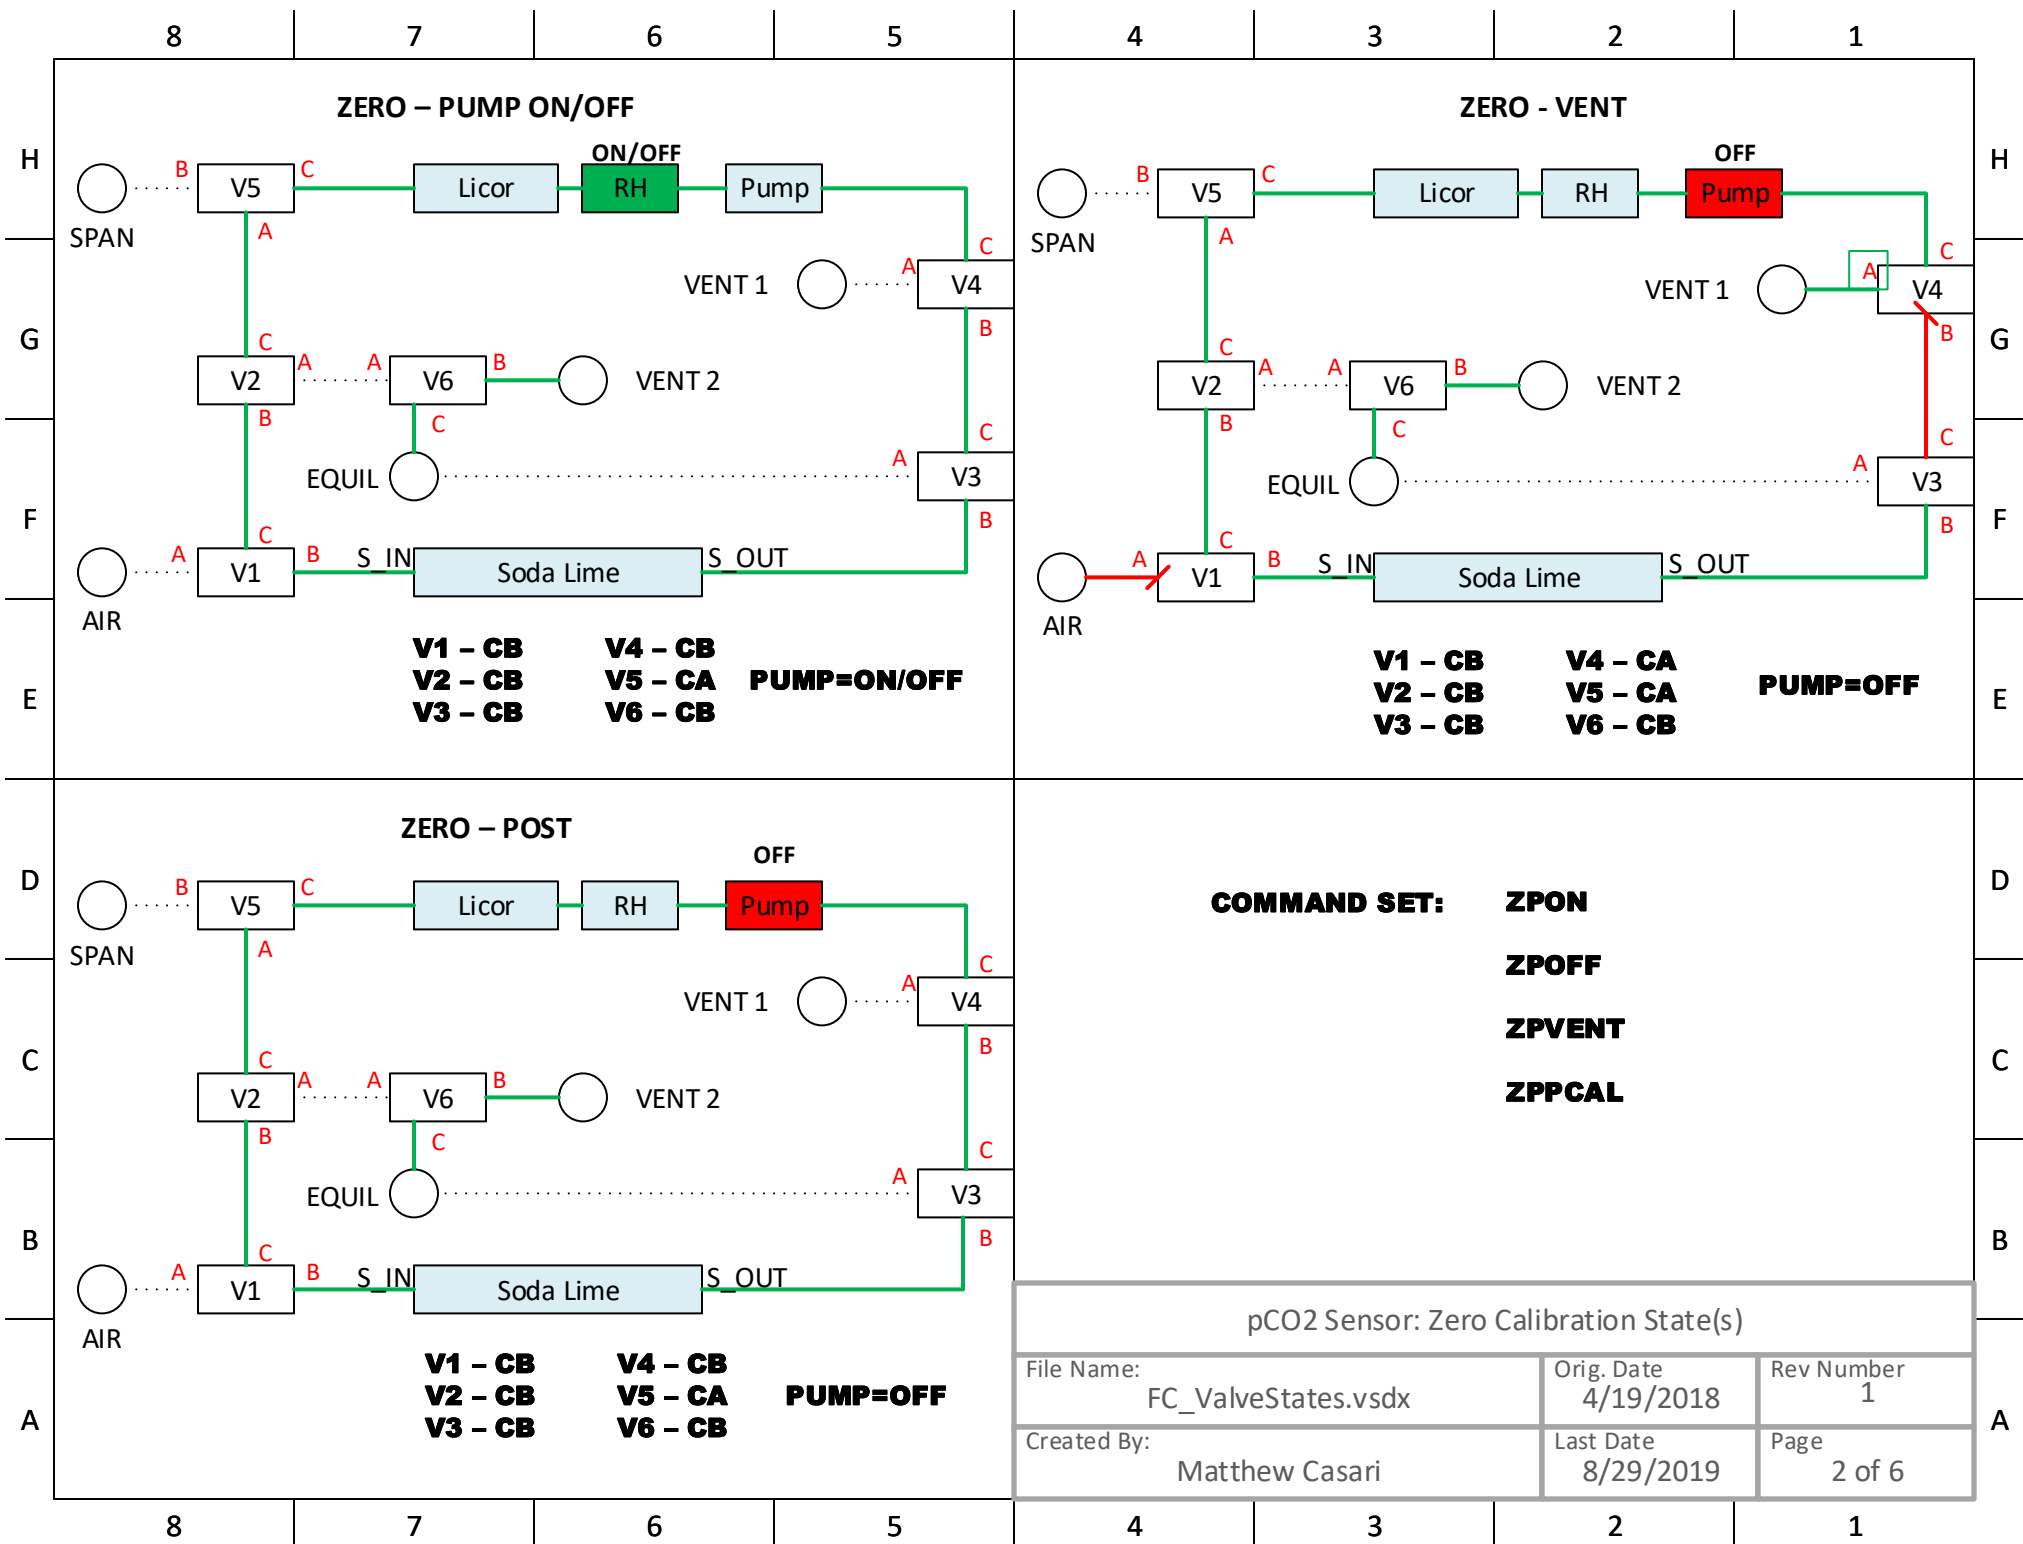 8 7 6 5 4 3 2 1
ZERO – PUMP ON/OFF
H
ON/OFF
B V5 C Licor RH Pump
SPAN A
C
VENT 1 A V4
B
G
C
V2 A A V6 B VENT 2
B C
C
EQUIL A V3
F
B
C
A V1 B S_IN Soda Lime S_OUT
AIR
E
V1 – CB V4 – CB
V2 – CB V5 – CA PUMP=ON/OFF
V3 – CB V6 – CB
ZERO - VENT
H
OFF
B V5 C Licor RH Pump
SPAN A
C
VENT 1 A V4
B
G
C
V2 A A V6 B VENT 2
B C
C
EQUIL A V3
F
B
C
A V1 B S_IN Soda Lime S_OUT
AIR
E
V1 – CB V4 – CA
V2 – CB V5 – CA PUMP=OFF
V3 – CB V6 – CB
ZERO – POST
D
OFF
B V5 C Licor RH Pump
SPAN A
C
VENT 1 A V4
B
C
C
V2 A A V6 B VENT 2
B C
C
EQUIL A V3
B
B
C
A V1 B S_IN Soda Lime S_OUT
AIR
A
V1 – CB V4 – CB
V2 – CB V5 – CA PUMP=OFF
V3 – CB V6 – CB
D
COMMAND SET: ZPON
ZPOFF
ZPVENT
C
ZPPCAL
B
pCO2 Sensor: Zero Calibration State(s)
File Name: Orig. Date Rev Number
FC_ValveStates.vsdx 4/19/2018 1
A
Created By: Last Date Page
Matthew Casari 8/29/2019 2 of 6
8 7 6 5 4 3 2 1